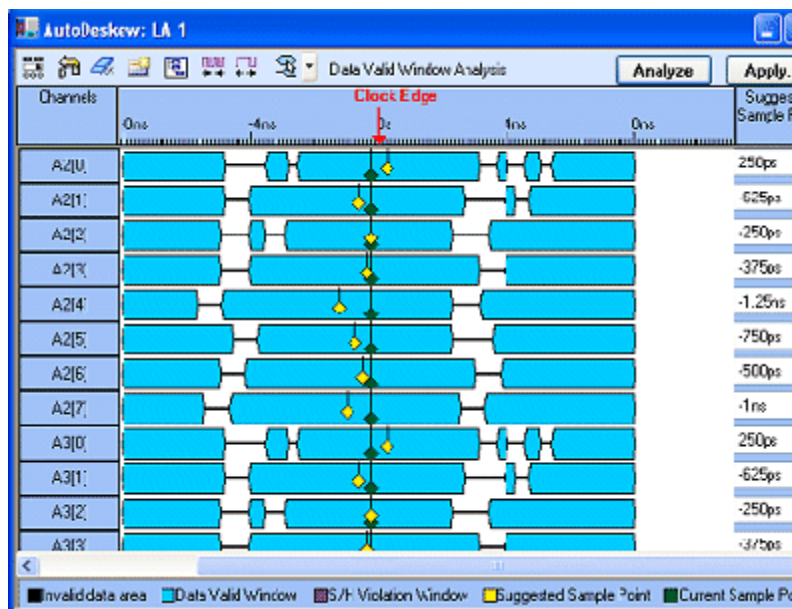 AutoDeskew: LA 1
Data Valid Window Analysis
Analyze
Apply.
Channels
Clock Edge
Sugges
Sample P
-4ns
0s
4ns
A2[0]
250ps
A2[1]
-625ps
A2[2]
-250ps
A2[3]
-375ps
A2[4]
-1.25ns
A2[5]
-750ps
A2[6]
-500ps
A2[7]
-1ns
A3[0]
250ps
A3[1]
-625ps
A3[2]
-250ps
A3[3]
-375ps
Invalid data area
Data Valid Window
S/H Violation Window
Suggested Sample Point
Current Sample Po